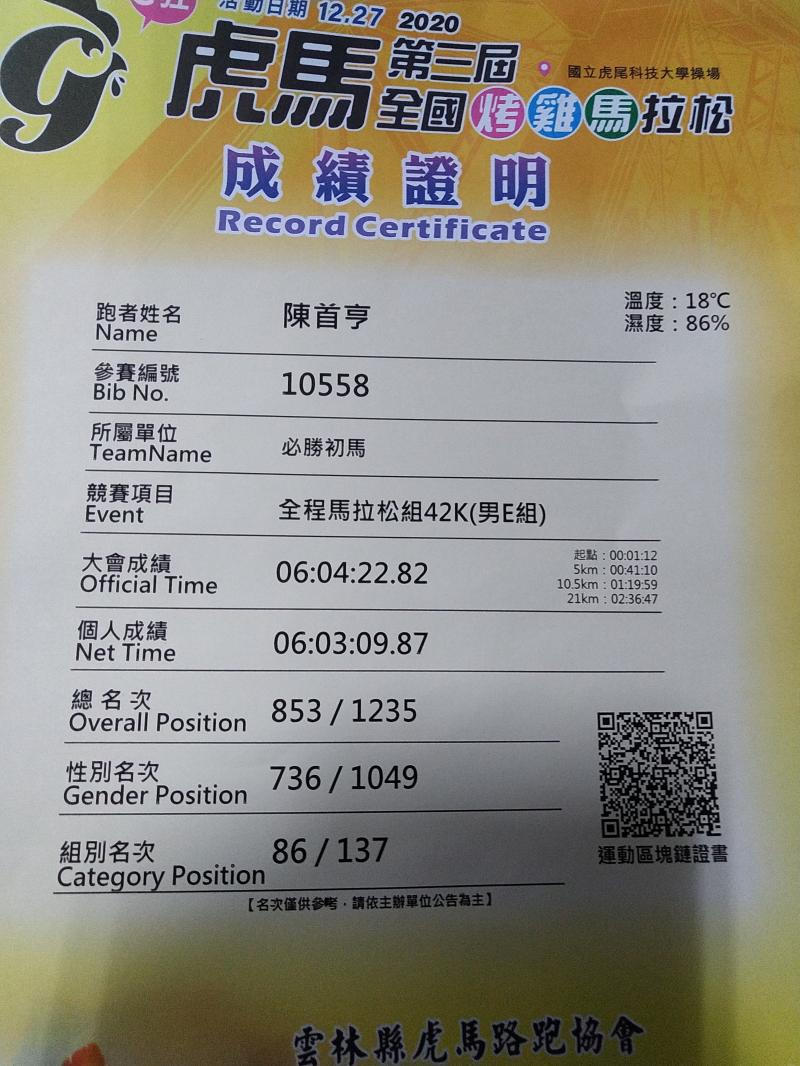 活動日期 12.27 2020
虎馬 第三屆 國立虎尾科技大學操場
全國烤雞馬拉松
成績證明
Record Certificate
溫度：18℃
濕度：86%
跑者姓名 陳首亨
Name
參賽編號 10558
Bib No.
所屬單位 必勝初馬
TeamName
競賽項目 全程馬拉松組42K(男E組)
Event
大會成績 06:04:22.82
Official Time
起點：00:01:12
5km：00:41:10
10.5km：01:19:59
21km：02:36:47
個人成績 06:03:09.87
Net Time
總名次 853 / 1235
Overall Position
性別名次 736 / 1049
Gender Position
組別名次 86 / 137
Category Position
運動區塊鏈證書
【名次僅供參考，請依主辦單位公告為主】
雲林縣虎馬路跑協會